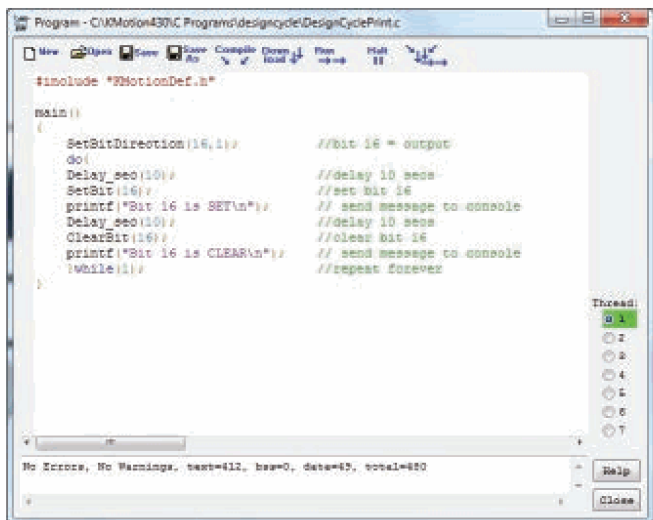 Program - C:\KMotion430\C Programs\designcycle\DesignCyclePrint.c
New Open Save Save As Compile Download Run Halt
#include "KMotionDef.h"
main()
{
SetBitDirection(16,1); //bit 16 = output
do{
Delay_sec(10); //delay 10 secs
SetBit(16); //set bit 16
printf("Bit 16 is SET\n"); // send message to console
Delay_sec(10); //delay 10 secs
ClearBit(16); //clear bit 16
printf("Bit 16 is CLEAR\n"); // send message to console
}while(1); //repeat forever
}
Thread:
1
2
3
4
5
6
7
No Errors, No Warnings, text=412, bss=0, data=49, total=480
Help
Close